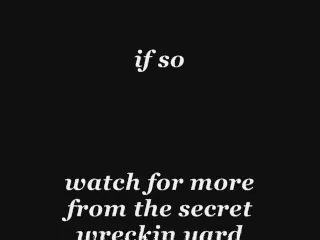 if so
watch for more
from the secret
wreckin yard